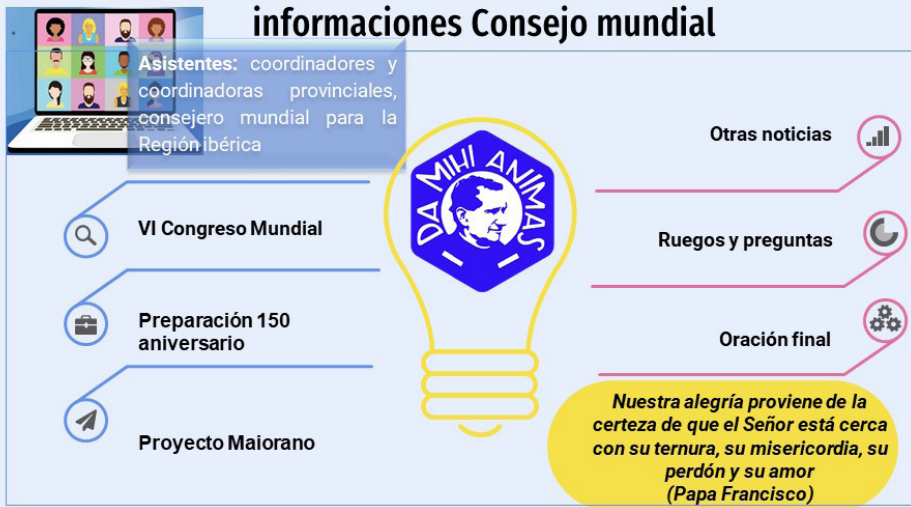 informaciones Consejo mundial
Asistentes: coordinadores y
coordinadoras provinciales,
consejero mundial para la
Región ibérica
VI Congreso Mundial
Preparación 150
aniversario
Proyecto Maiorano
DA MIHI ANIMAS
Otras noticias
Ruegos y preguntas
Oración final
Nuestra alegría proviene de la
certeza de que el Señor está cerca
con su ternura, su misericordia, su
perdón y su amor
(Papa Francisco)